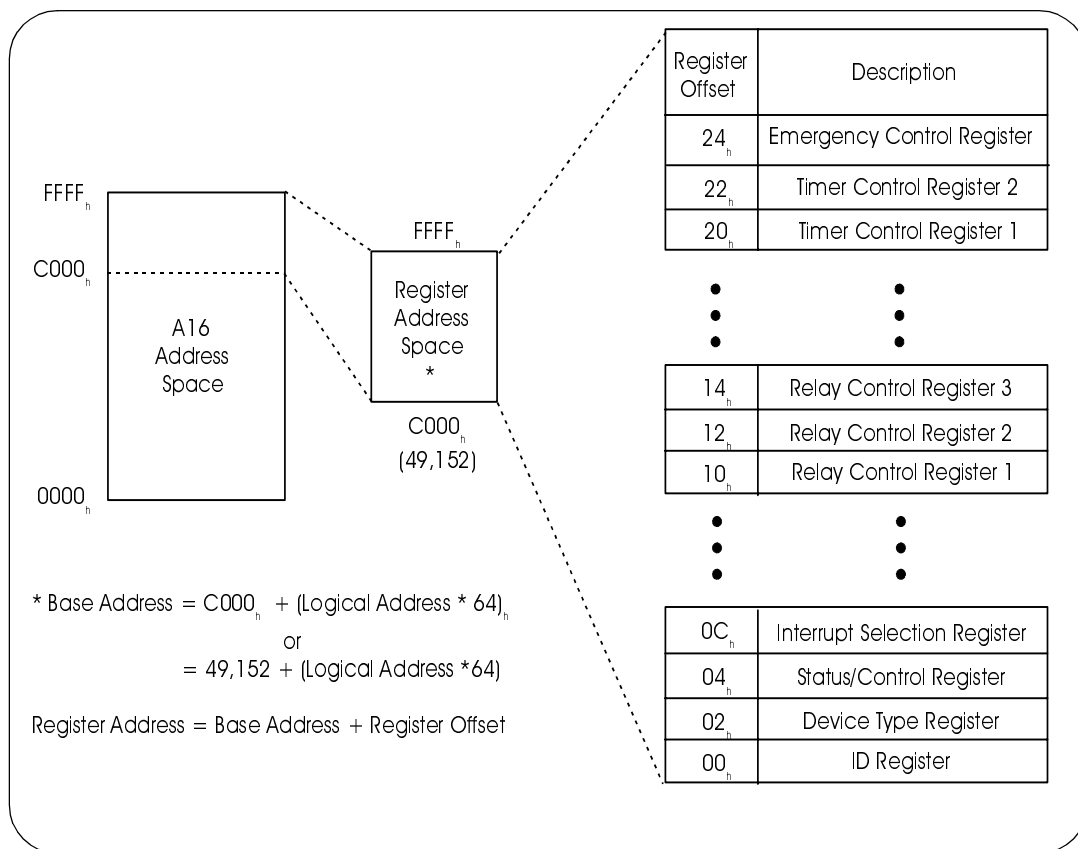 FFFFh
C000h
A16
Address
Space
0000h
FFFFh
Register
Address
Space
*
C000h
(49,152)
* Base Address = C000h + (Logical Address * 64)h
or
= 49,152 + (Logical Address *64)
Register Address = Base Address + Register Offset
Register Offset Description
24h Emergency Control Register
22h Timer Control Register 2
20h Timer Control Register 1
14h Relay Control Register 3
12h Relay Control Register 2
10h Relay Control Register 1
0Ch Interrupt Selection Register
04h Status/Control Register
02h Device Type Register
00h ID Register